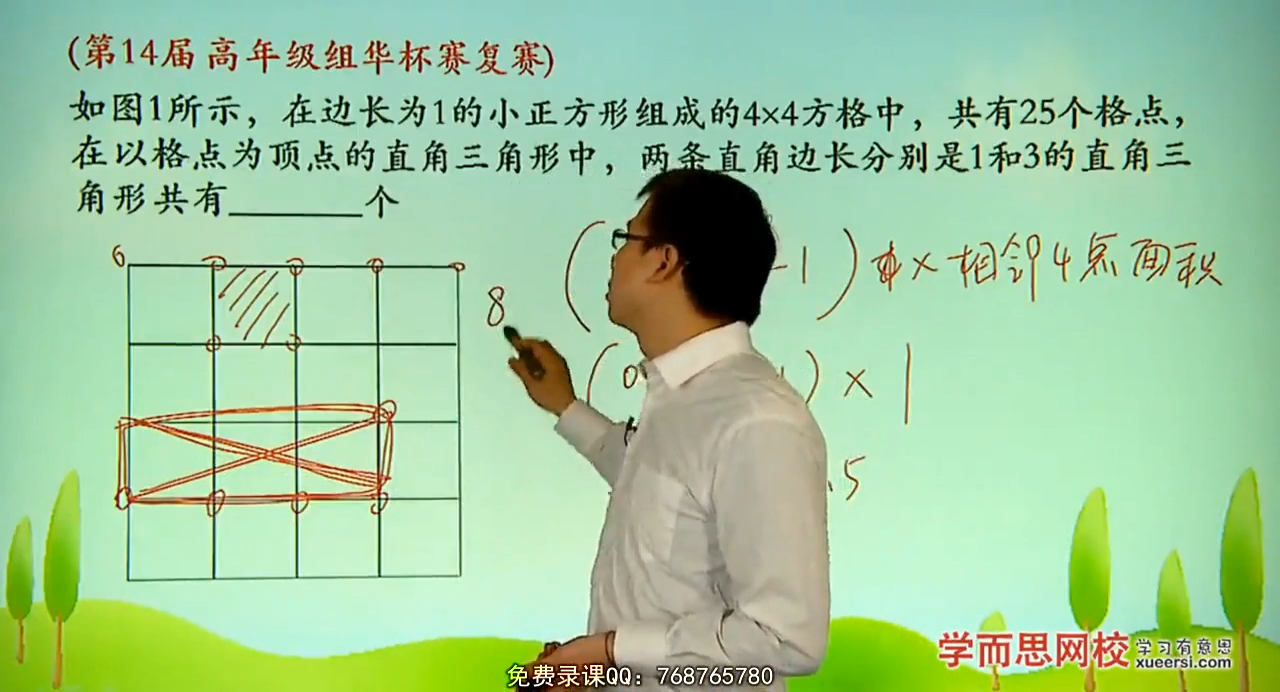 (第14届高年级组华杯赛复赛)
如图1所示，在边长为1的小正方形组成的4×4方格中，共有25个格点，
在以格点为顶点的直角三角形中，两条直角边长分别是1和3的直角三
角形共有______个
6
8
( -1)×相邻4点面积
(0 1)×1
.5
学而思网校 学习有意思
xueersi.com
免费录课QQ：768765780